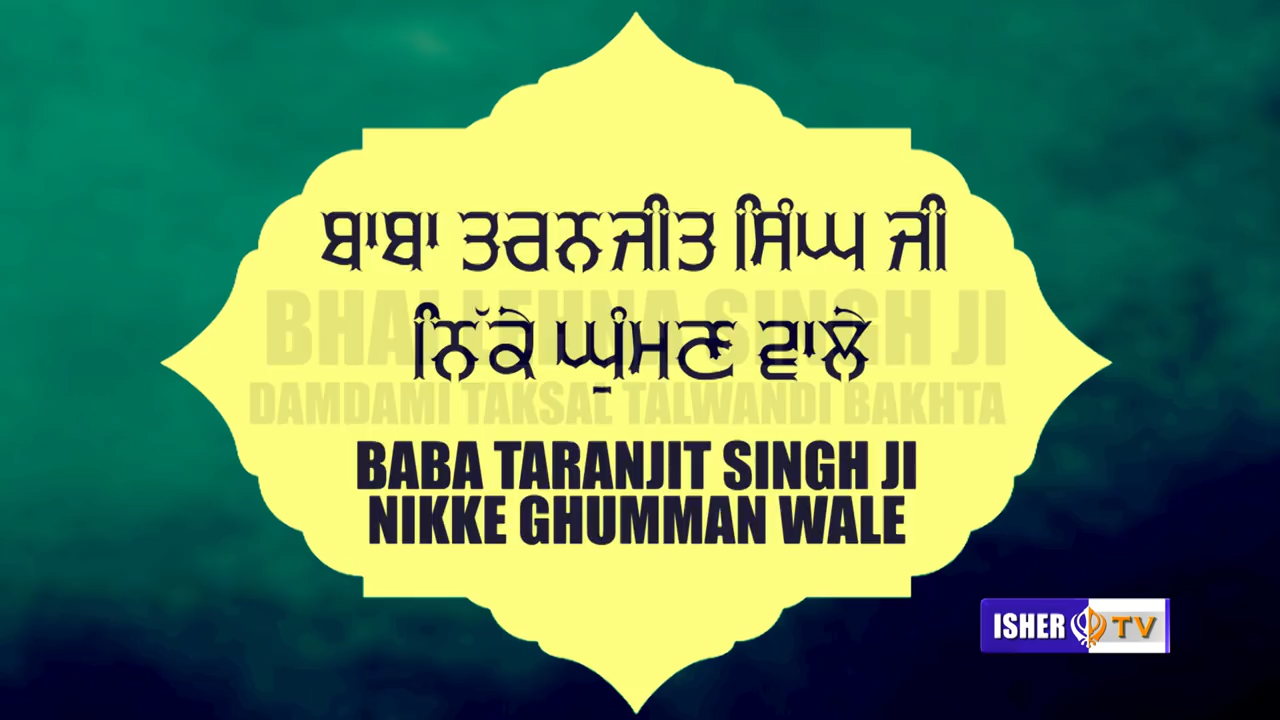 ਬਾਬਾ ਤਰਨਜੀਤ ਸਿੰਘ ਜੀ
BHAI LEHNA SINGH JI
ਨਿੱਕੇ ਘੁੰਮਣ ਵਾਲੇ
DAMDAMI TAKSAL TALWANDI BAKHTA
BABA TARANJIT SINGH JI
NIKKE GHUMMAN WALE
ISHER TV